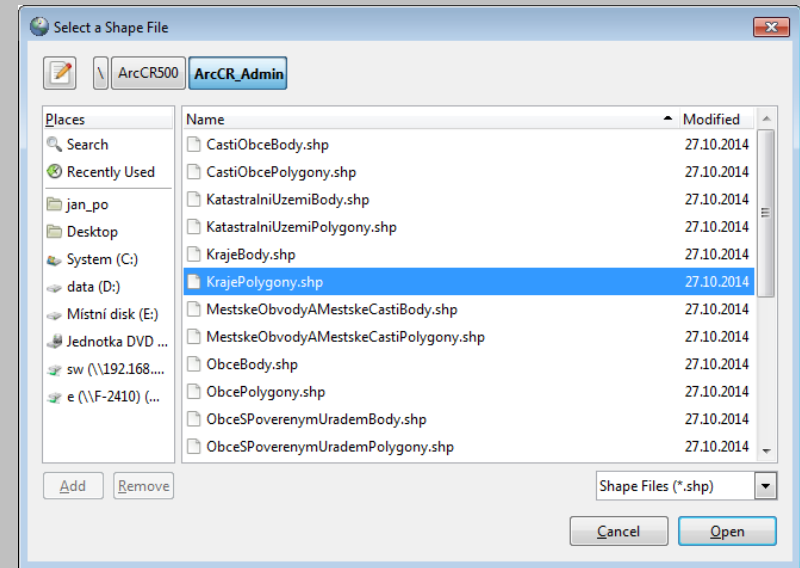 Select a Shape File
\ ArcCR500 ArcCR_Admin
Places
Search
Recently Used
jan_po
Desktop
System (C:)
data (D:)
Místní disk (E:)
Jednotka DVD ...
sw (\\192.168....
e (\\F-2410) (...
Name Modified
CastiObceBody.shp 27.10.2014
CastiObcePolygony.shp 27.10.2014
KatastralniUzemiBody.shp 27.10.2014
KatastralniUzemiPolygony.shp 27.10.2014
KrajeBody.shp 27.10.2014
KrajePolygony.shp 27.10.2014
MestskeObvodyAMestskeCastiBody.shp 27.10.2014
MestskeObvodyAMestskeCastiPolygony.shp 27.10.2014
ObceBody.shp 27.10.2014
ObcePolygony.shp 27.10.2014
ObceSPoverenymUrademBody.shp 27.10.2014
ObceSPoverenymUrademPolygony.shp 27.10.2014
Add Remove
Shape Files (*.shp)
Cancel Open